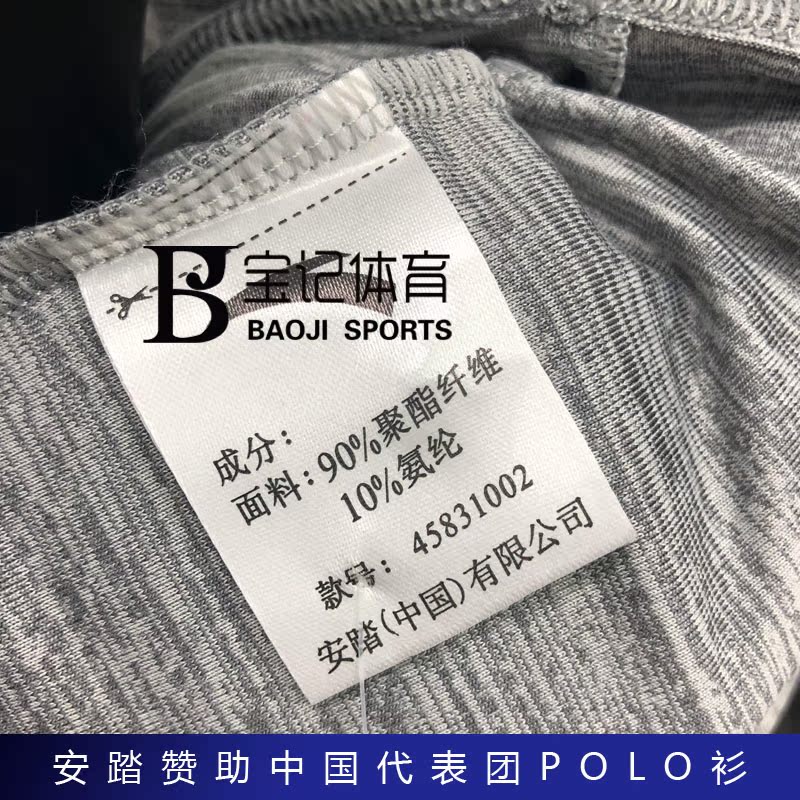 宝记体育
BAOJI SPORTS
成分:
面料:90%聚酯纤维
10%氨纶
款号: 45831002
安踏(中国)有限公司
安踏赞助中国代表团POLO衫